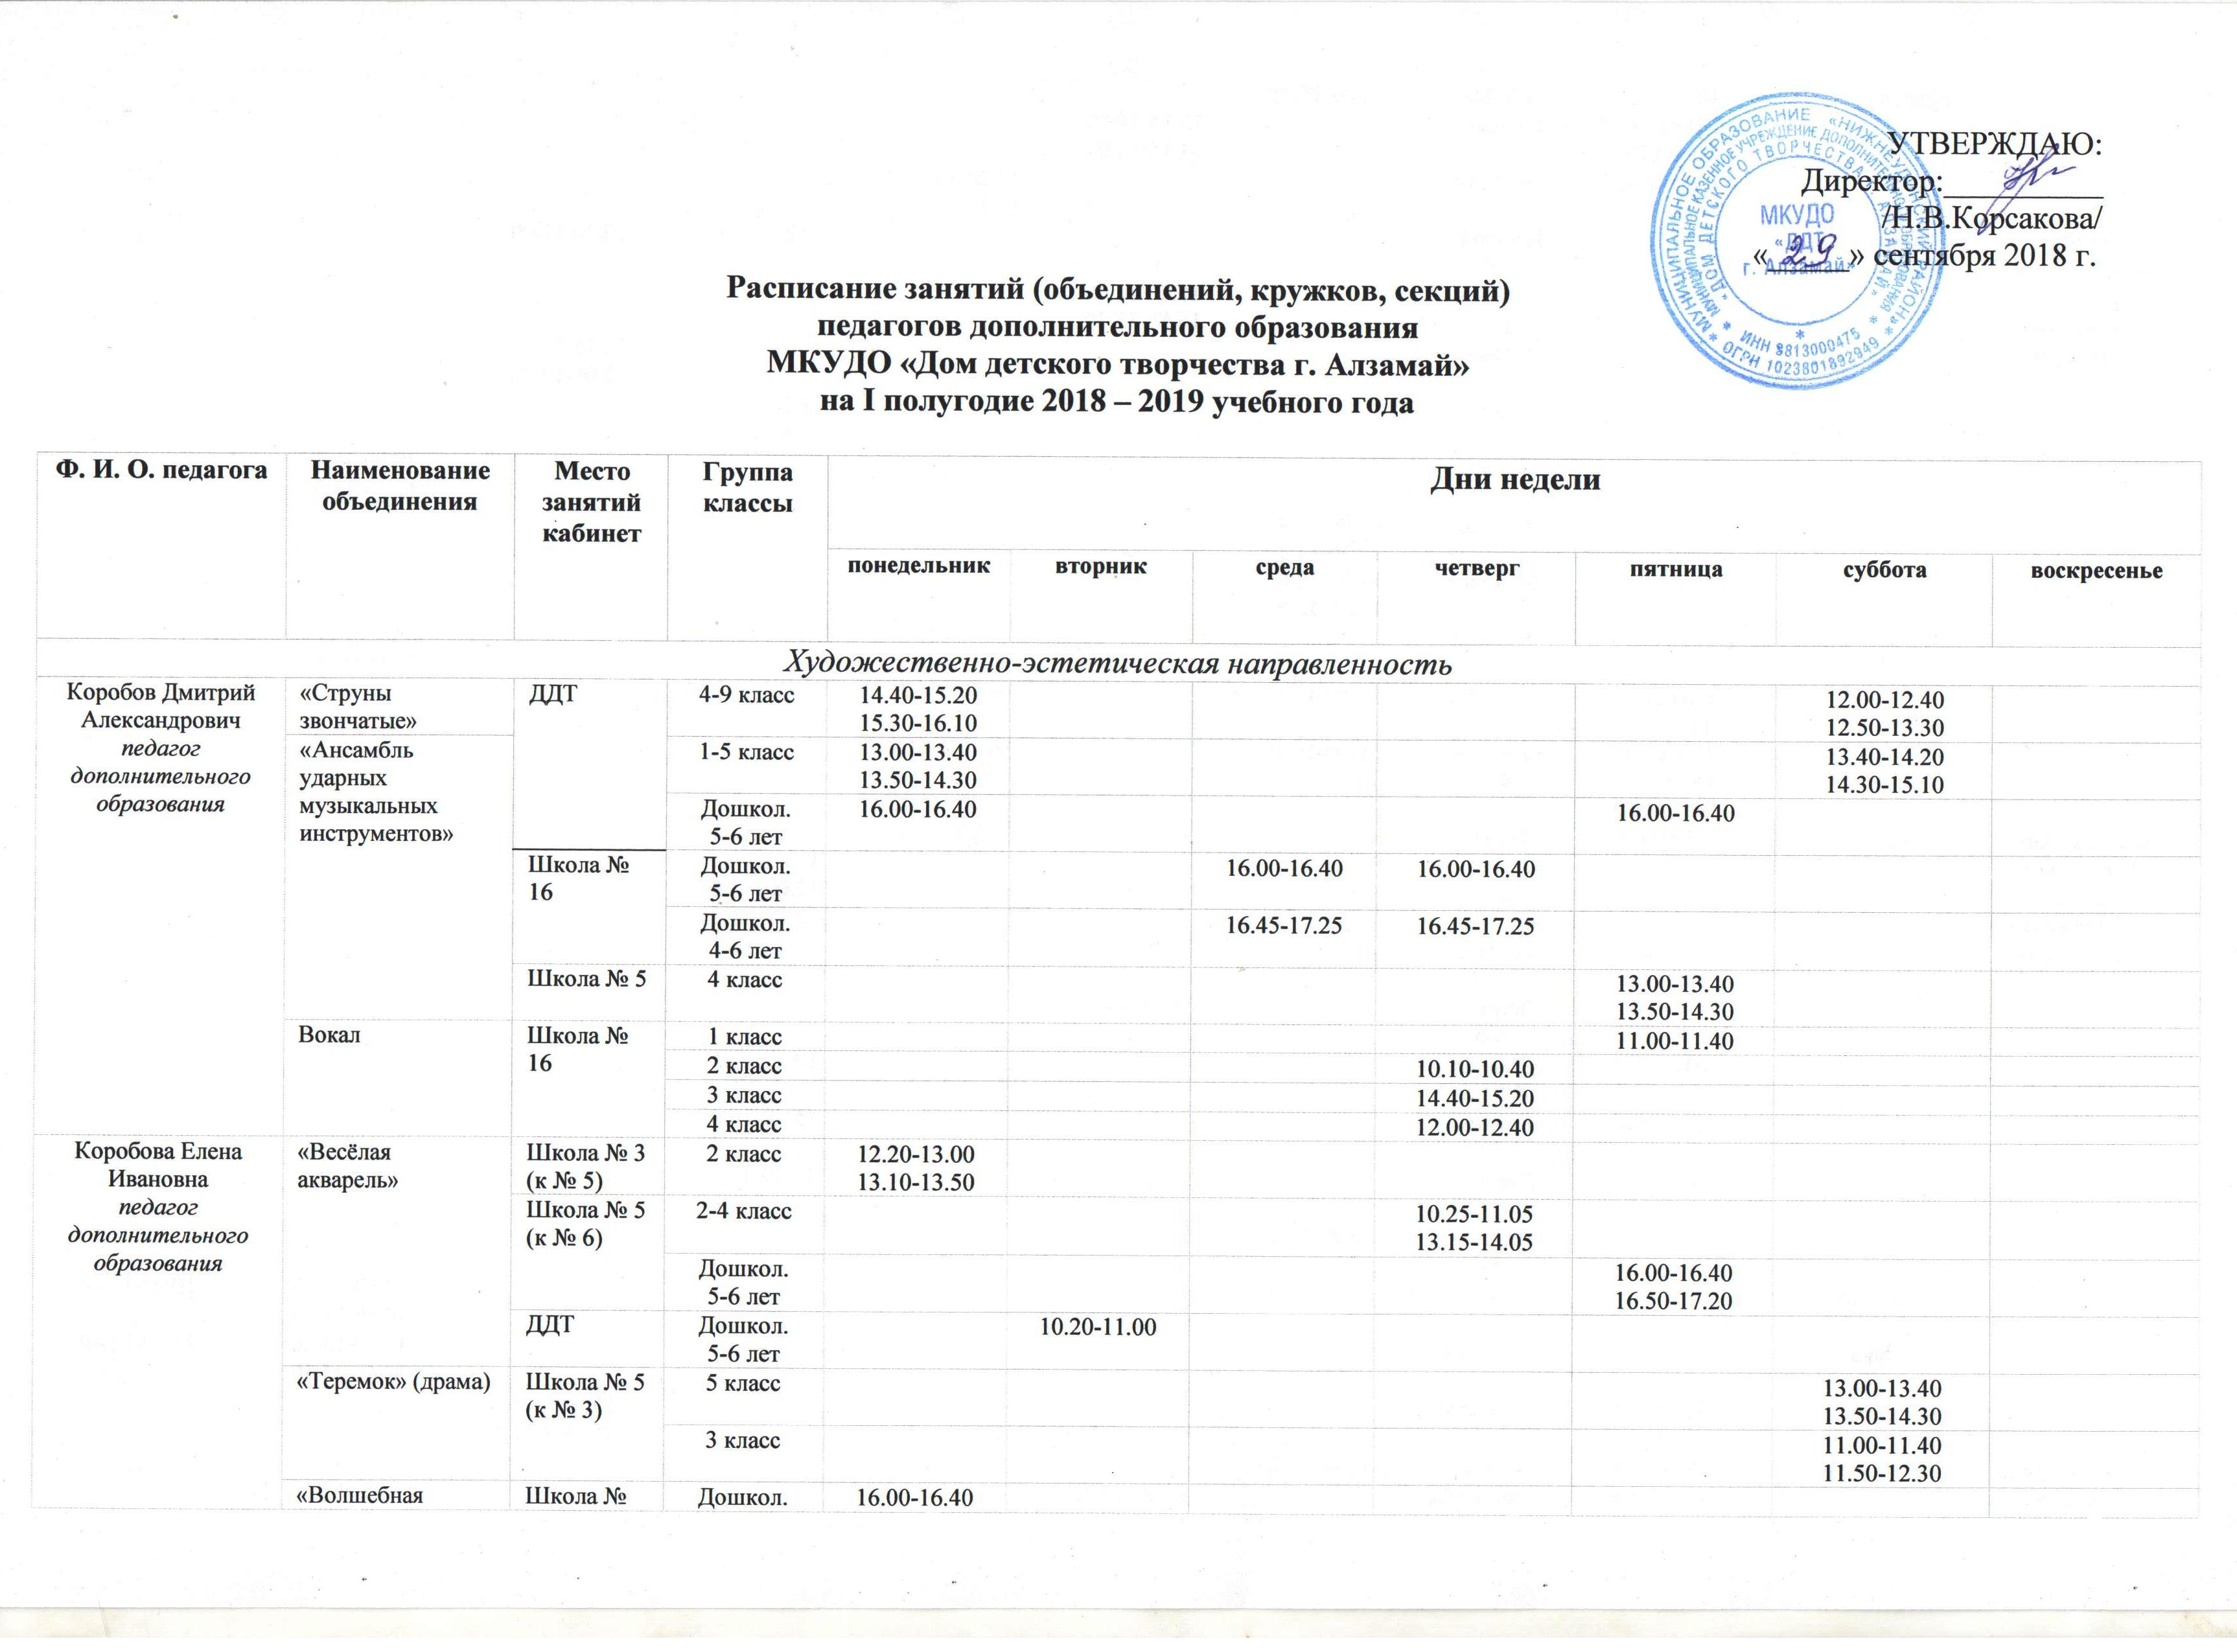 УТВЕРЖДАЮ:
Директор:__________
/Н.В.Корсакова/
«29» сентября 2018 г.
МУНИЦИПАЛЬНОЕ ОБРАЗОВАНИЕ «НИЖНЕУДИНСКИЙ РАЙОН»
МУНИЦИПАЛЬНОЕ КАЗЕННОЕ УЧРЕЖДЕНИЕ ДОПОЛНИТЕЛЬНОГО ОБРАЗОВАНИЯ
«ДОМ ДЕТСКОГО ТВОРЧЕСТВА г. АЛЗАМАЙ»
* ИНН 3813000475 *
* ОГРН 1023801892949 *
МКУДО
«ДДТ
г. Алзамай»
Расписание занятий (объединений, кружков, секций)
педагогов дополнительного образования
МКУДО «Дом детского творчества г. Алзамай»
на I полугодие 2018 – 2019 учебного года
Ф. И. О. педагога Наименование объединения Место занятий кабинет Группа классы Дни недели
понедельник вторник среда четверг пятница суббота воскресенье
Художественно-эстетическая направленность
Коробов Дмитрий
Александрович
педагог
дополнительного
образования
«Струны
звончатые»
ДДТ
4-9 класс
14.40-15.20
15.30-16.10
12.00-12.40
12.50-13.30
«Ансамбль
ударных
музыкальных
инструментов»
1-5 класс
13.00-13.40
13.50-14.30
13.40-14.20
14.30-15.10
Дошкол.
5-6 лет
16.00-16.40
16.00-16.40
Школа №
16
Дошкол.
5-6 лет
16.00-16.40
16.00-16.40
Дошкол.
4-6 лет
16.45-17.25
16.45-17.25
Школа № 5
4 класс
13.00-13.40
13.50-14.30
Вокал
Школа №
16
1 класс
11.00-11.40
2 класс
10.10-10.40
3 класс
14.40-15.20
4 класс
12.00-12.40
Коробова Елена
Ивановна
педагог
дополнительного
образования
«Весёлая
акварель»
Школа № 3
(к № 5)
2 класс
12.20-13.00
13.10-13.50
Школа № 5
(к № 6)
2-4 класс
10.25-11.05
13.15-14.05
Дошкол.
5-6 лет
16.00-16.40
16.50-17.20
ДДТ
Дошкол.
5-6 лет
10.20-11.00
«Теремок» (драма)
Школа № 5
(к № 3)
5 класс
13.00-13.40
13.50-14.30
3 класс
11.00-11.40
11.50-12.30
«Волшебная
Школа №
Дошкол.
16.00-16.40